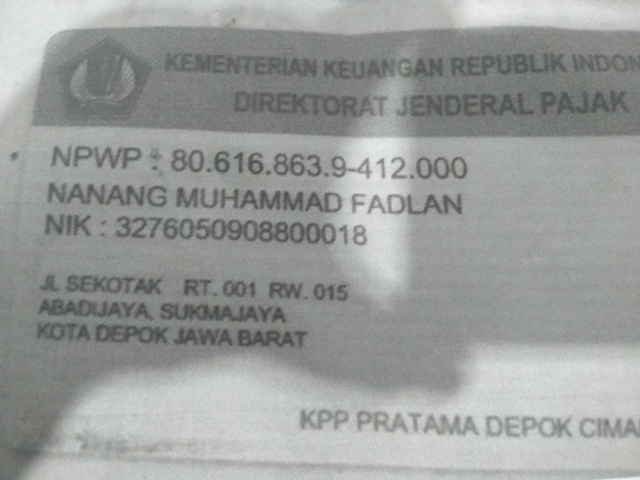 KEMENTERIAN KEUANGAN REPUBLIK INDON
DIREKTORAT JENDERAL PAJAK
NPWP : 80.616.863.9-412.000
NANANG MUHAMMAD FADLAN
NIK : 3276050908800018
JL SEKOTAK RT. 001 RW. 015
ABADIJAYA, SUKMAJAYA
KOTA DEPOK JAWA BARAT
KPP PRATAMA DEPOK CIMA